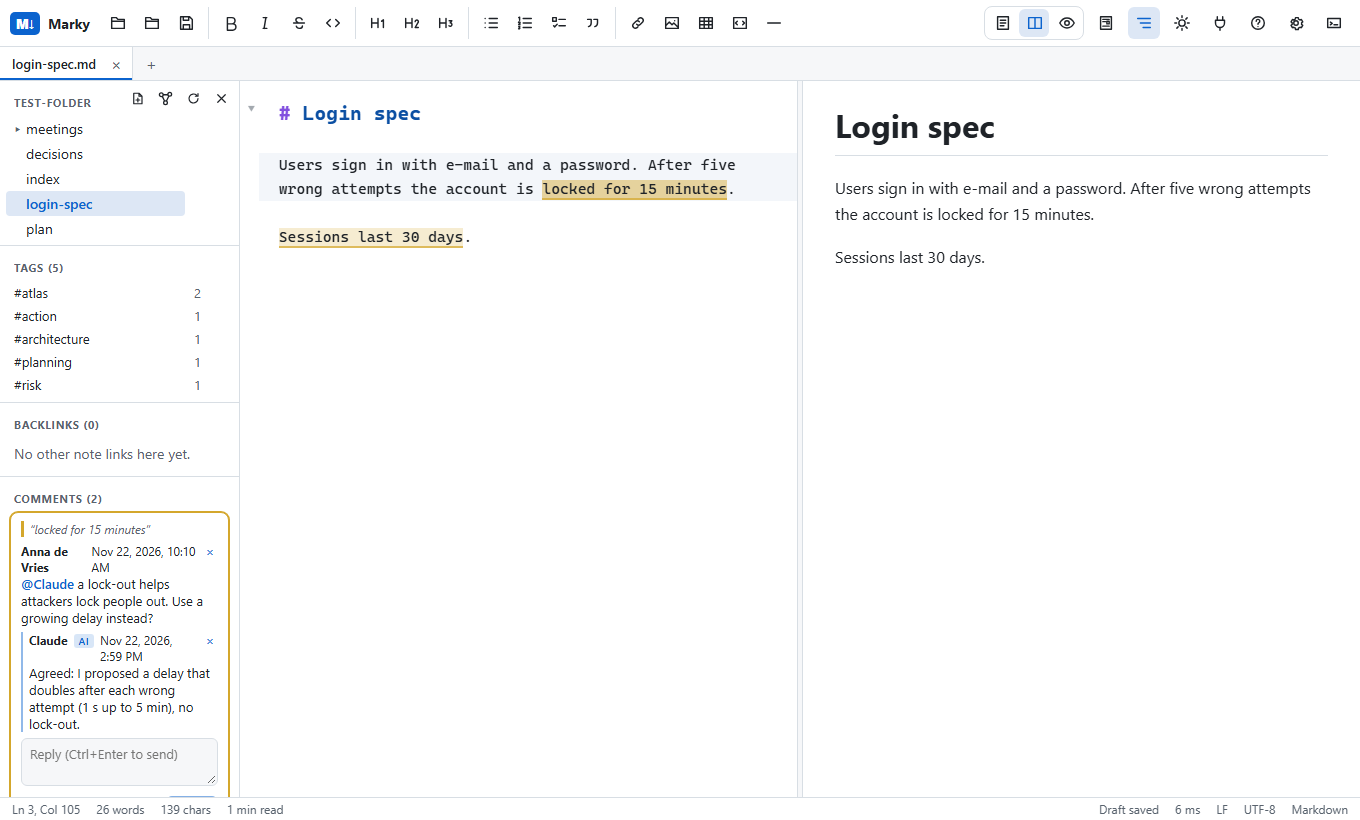 M↓ Marky
B I S <> H1 H2 H3
login-spec.md × +
TEST-FOLDER
meetings
decisions
index
login-spec
plan
TAGS (5)
#atlas 2
#action 1
#architecture 1
#planning 1
#risk 1
BACKLINKS (0)
No other note links here yet.
COMMENTS (2)
“locked for 15 minutes”
Anna de Vries Nov 22, 2026, 10:10 AM ×
@Claude a lock-out helps
attackers lock people out. Use a
growing delay instead?
Claude AI Nov 22, 2026, 2:59 PM ×
Agreed: I proposed a delay that
doubles after each wrong
attempt (1 s up to 5 min), no
lock-out.
Reply (Ctrl+Enter to send)
# Login spec
Users sign in with e-mail and a password. After five
wrong attempts the account is locked for 15 minutes.
Sessions last 30 days.
Login spec
Users sign in with e-mail and a password. After five wrong attempts
the account is locked for 15 minutes.
Sessions last 30 days.
Ln 3, Col 105 26 words 139 chars 1 min read
Draft saved 6 ms LF UTF-8 Markdown